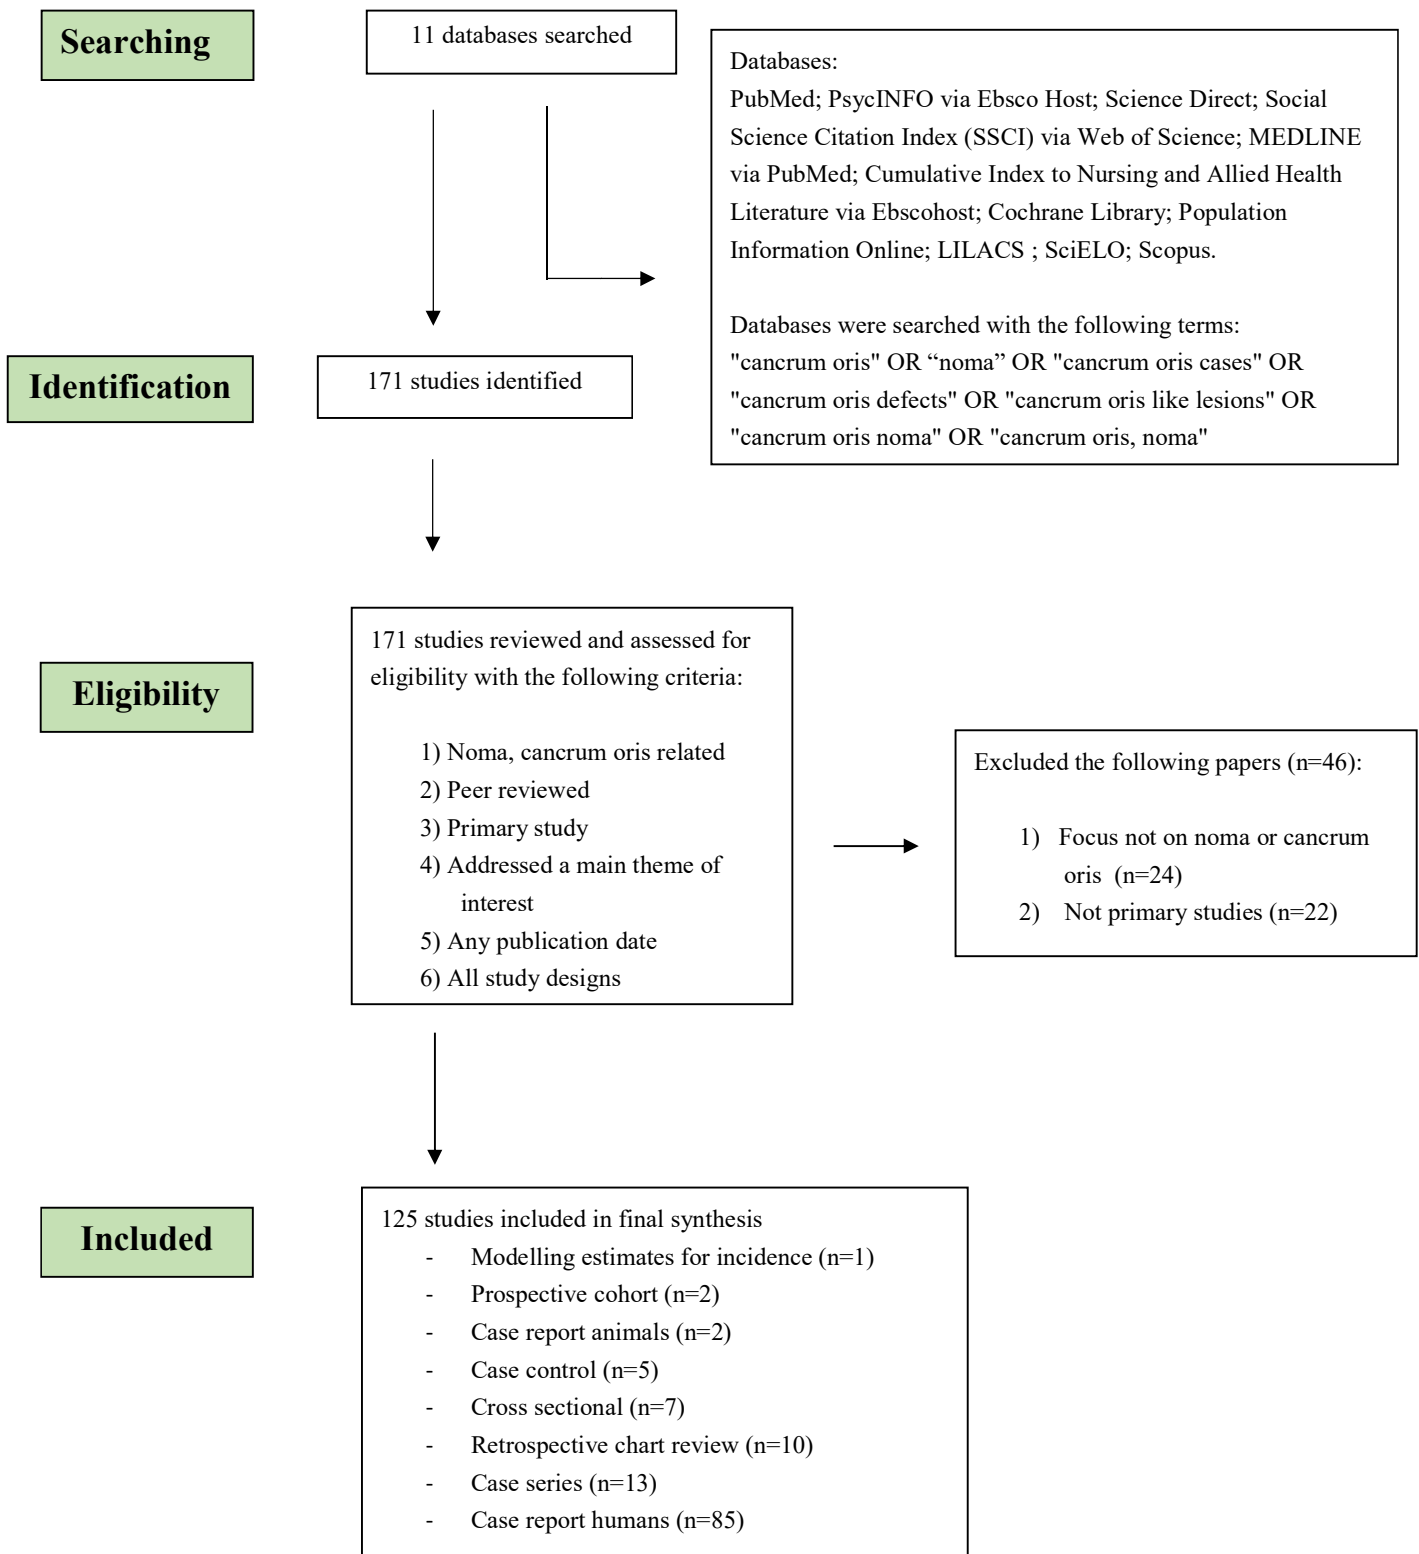 Searching
11 databases searched
Databases:
PubMed; PsycINFO via Ebsco Host; Science Direct; Social
Science Citation Index (SSCI) via Web of Science; MEDLINE
via PubMed; Cumulative Index to Nursing and Allied Health
Literature via Ebscohost; Cochrane Library; Population
Information Online; LILACS ; SciELO; Scopus.
Databases were searched with the following terms:
"cancrum oris" OR “noma” OR "cancrum oris cases" OR
"cancrum oris defects" OR "cancrum oris like lesions" OR
"cancrum oris noma" OR "cancrum oris, noma"
Identification
171 studies identified
Eligibility
171 studies reviewed and assessed for
eligibility with the following criteria:
1) Noma, cancrum oris related
2) Peer reviewed
3) Primary study
4) Addressed a main theme of
interest
5) Any publication date
6) All study designs
Excluded the following papers (n=46):
1) Focus not on noma or cancrum
oris (n=24)
2) Not primary studies (n=22)
Included
125 studies included in final synthesis
- Modelling estimates for incidence (n=1)
- Prospective cohort (n=2)
- Case report animals (n=2)
- Case control (n=5)
- Cross sectional (n=7)
- Retrospective chart review (n=10)
- Case series (n=13)
- Case report humans (n=85)